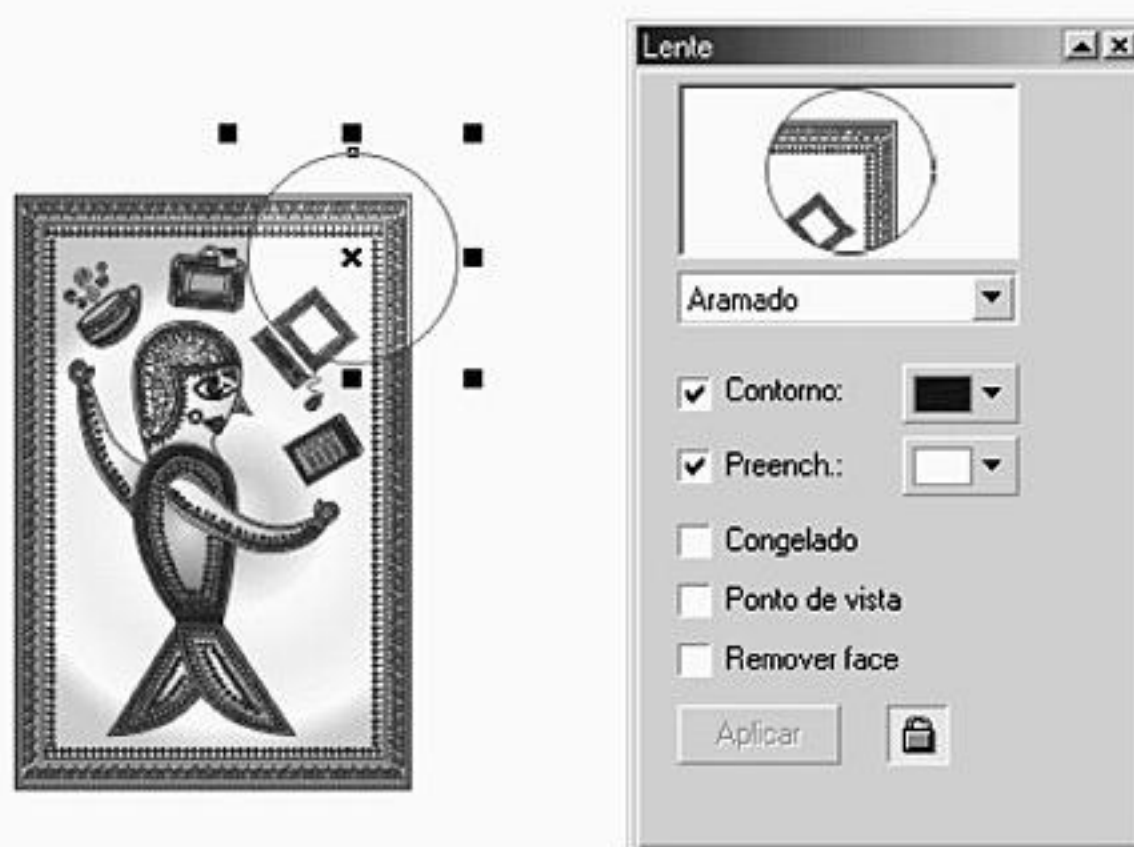 Lente
Aramado
Contorno:
Preench.:
Congelado
Ponto de vista
Remover face
Aplicar